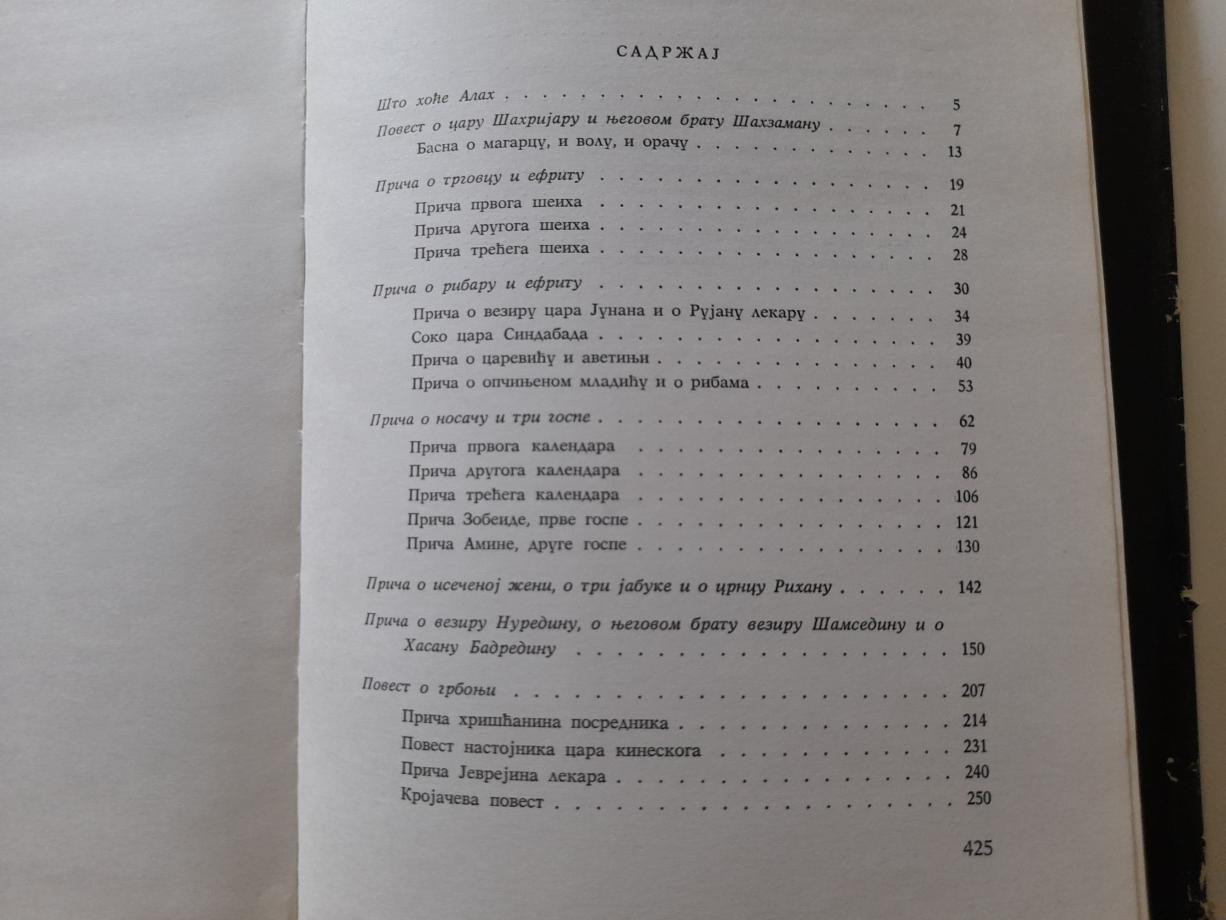 САДРЖАЈ
Што хоће Алах . . . . . . . . . . . . . . . . . . . . . . . 5
Повест о цару Шахријару и његовом брату Шахзаману . . . . . . 7
Басна о магарцу, и волу, и орачу . . . . . . . . . . . . . 13
Прича о трговцу и ефриту . . . . . . . . . . . . . . . . . . 19
Прича првога шеиха . . . . . . . . . . . . . . . . . . 21
Прича другога шеиха . . . . . . . . . . . . . . . . . . 24
Прича трећега шеиха . . . . . . . . . . . . . . . . . . 28
Прича о рибару и ефриту . . . . . . . . . . . . . . . . . . 30
Прича о везиру цара Јунана и о Рујану лекару . . . . . . . 34
Соко цара Синдабада . . . . . . . . . . . . . . . . . . 39
Прича о царевићу и аветињи . . . . . . . . . . . . . . . 40
Прича о опчињеном младићу и о рибама . . . . . . . . . . 53
Прича о носачу и три госпе . . . . . . . . . . . . . . . . . . 62
Прича првога календара . . . . . . . . . . . . . . . . 79
Прича другога календара . . . . . . . . . . . . . . . . 86
Прича трећега календара . . . . . . . . . . . . . . . . 106
Прича Зобеиде, прве госпе . . . . . . . . . . . . . . . . 121
Прича Амине, друге госпе . . . . . . . . . . . . . . . . 130
Прича о исеченој жени, о три јабуке и о црнцу Рихану . . . . . . 142
Прича о везиру Нуредину, о његовом брату везиру Шамседину и о
Хасану Бадредину . . . . . . . . . . . . . . . . . . . 150
Повест о грбоњи . . . . . . . . . . . . . . . . . . . . . . 207
Прича хришћанина посредника . . . . . . . . . . . . . . 214
Повест настојника цара кинескога . . . . . . . . . . . . 231
Прича Јеврејина лекара . . . . . . . . . . . . . . . . . 240
Кројачева повест . . . . . . . . . . . . . . . . . . . . 250
425